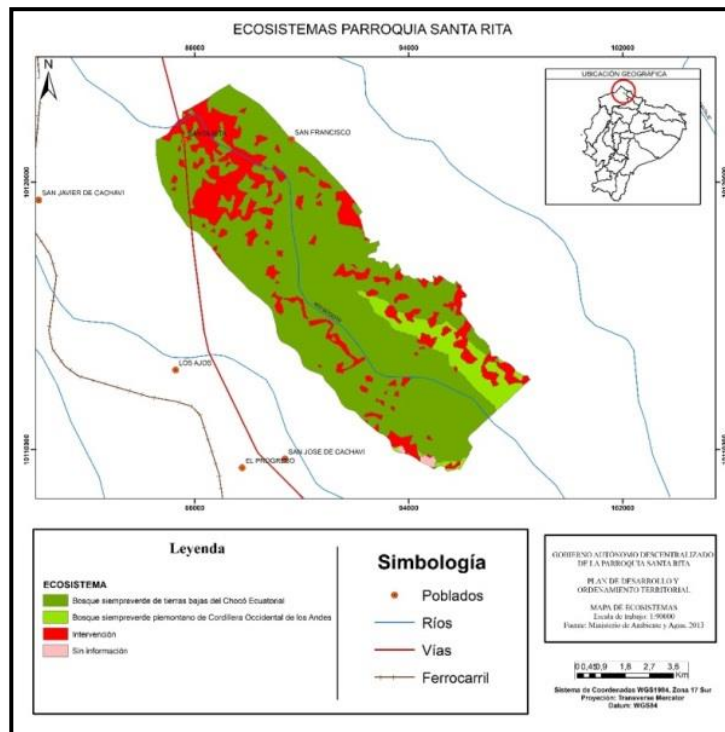 ECOSISTEMAS PARROQUIA SANTA RITA
86000
94000
102000
N
UBICACIÓN GEOGRÁFICA
SANTA RITA
SAN FRANCISCO
10120000
SAN JAVIER DE CACHAVI
LOS AJOS
SAN JOSE DE CACHAVI
EL PROGRESO
86000
94000
102000
Leyenda
ECOSISTEMA
Bosque siempreverde de tierras bajas del Chocó Ecuatorial
Bosque siempreverde piemontano de Cordillera Occidental de los Andes
Intervención
Sin información
Simbología
Poblados
Ríos
Vías
Ferrocarril
GOBIERNO AUTÓNOMO DESCENTRALIZADO
DE LA PARROQUIA SANTA RITA
PLAN DE DESARROLLO Y
ORDENAMIENTO TERRITORIAL
MAPA DE ECOSISTEMAS
Escala de trabajo: 1:90000
Fuente: Ministerio de Ambiente y Agua, 2013
0 0,45 0,9 1,8 2,7 3,6
Km
Sistema de Coordenadas WGS1984, Zona 17 Sur
Proyeción: Transverse Mercator
Datum: WGS84